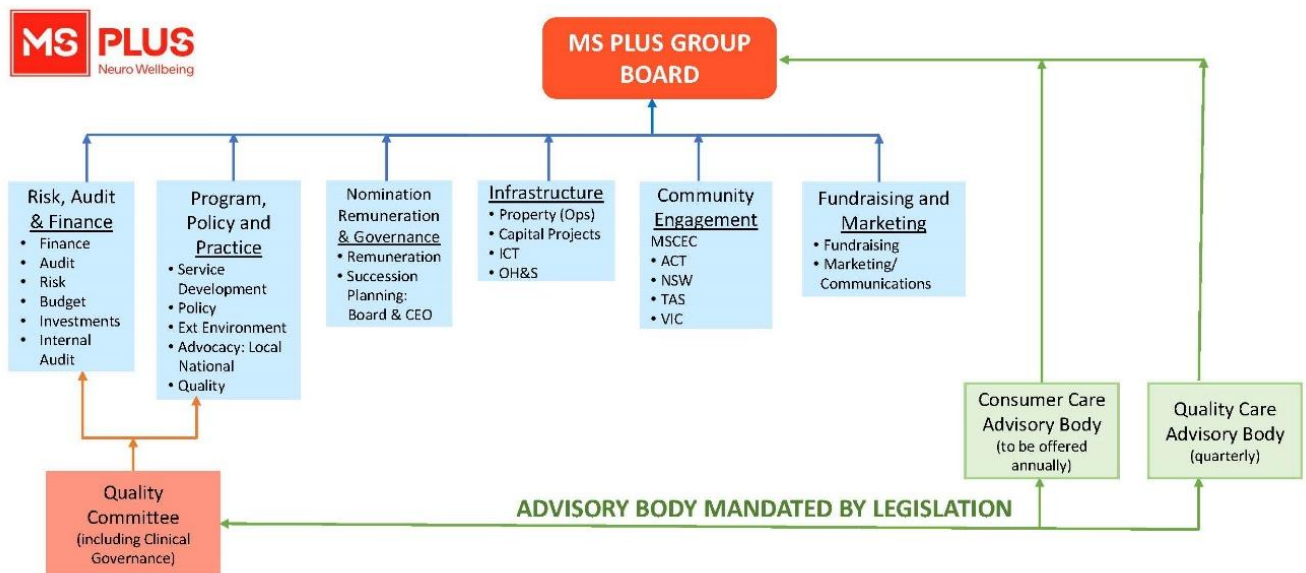 MS PLUS
Neuro Wellbeing
MS PLUS GROUP
BOARD
Risk, Audit
& Finance
• Finance
• Audit
• Risk
• Budget
• Investments
• Internal
Audit
Program,
Policy and
Practice
• Service
Development
• Policy
• Ext Environment
• Advocacy: Local
National
• Quality
Nomination
Remuneration
& Governance
• Remuneration
• Succession
Planning:
Board & CEO
Infrastructure
• Property (Ops)
• Capital Projects
• ICT
• OH&S
Community
Engagement
MSCEC
• ACT
• NSW
• TAS
• VIC
Fundraising and
Marketing
• Fundraising
• Marketing/
Communications
Consumer Care
Advisory Body
(to be offered
annually)
Quality Care
Advisory Body
(quarterly)
Quality
Committee
(including Clinical
Governance)
ADVISORY BODY MANDATED BY LEGISLATION